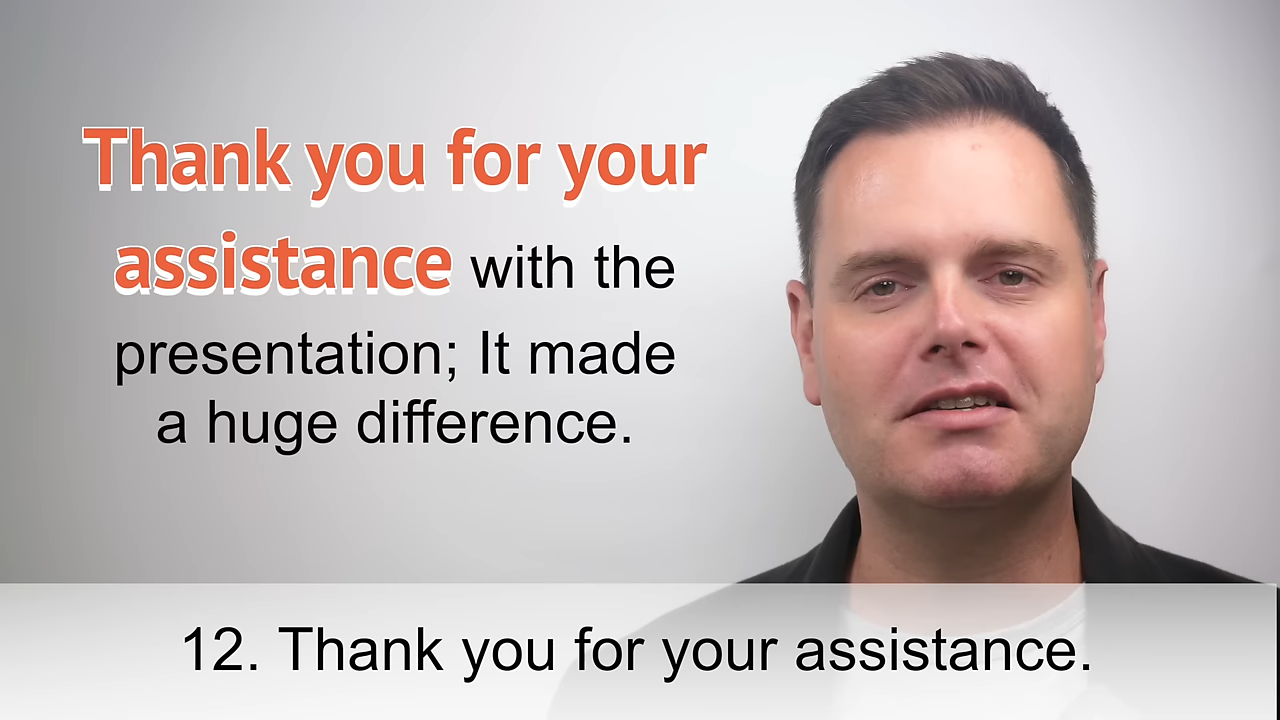 Thank you for your
assistance with the
presentation; It made
a huge difference.
12. Thank you for your assistance.